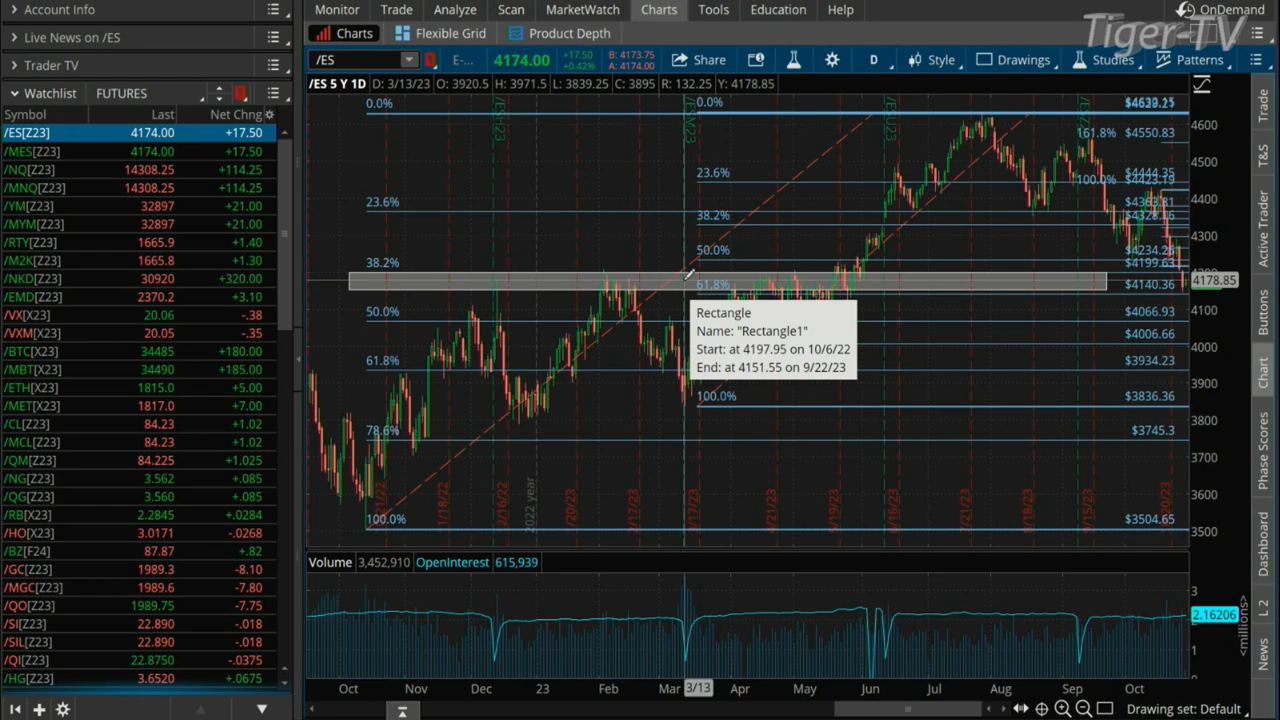 Account Info
Live News on /ES
Trader TV
Watchlist FUTURES
Symbol Last Net Chng
/ES[Z23] 4174.00 +17.50
/MES[Z23] 4174.00 +17.50
/NQ[Z23] 14308.25 +114.25
/MNQ[Z23] 14308.25 +114.25
/YM[Z23] 32897 +21.00
/MYM[Z23] 32897 +21.00
/RTY[Z23] 1665.9 +1.40
/M2K[Z23] 1665.9 +1.30
/NKD[Z23] 30920 +320.00
/EMD[Z23] 2370.2 +3.10
/VX[X23] 20.06 -.38
/VXM[X23] 20.05 -.35
/BTC[X23] 34485 +180.00
/MBT[X23] 34490 +185.00
/ETH[X23] 1815.0 +5.00
/MET[X23] 1817.0 +7.00
/CL[Z23] 84.23 +1.02
/MCL[Z23] 84.23 +1.02
/QM[Z23] 84.225 +1.025
/NG[Z23] 3.562 +.085
/QG[Z23] 3.560 +.085
/RB[X23] 2.2845 +.0284
/HO[X23] 3.0171 -.0268
/BZ[F24] 87.87 +.82
/GC[Z23] 1989.3 -8.10
/MGC[Z23] 1989.6 -7.80
/QO[Z23] 1989.75 -7.75
/SI[Z23] 22.890 -.018
/SIL[Z23] 22.890 -.018
/QI[Z23] 22.8750 -.0375
/HG[Z23] 3.6520 +.0675
Monitor Trade Analyze Scan MarketWatch Charts Tools Education Help OnDemand
Tiger-TV
Charts Flexible Grid Product Depth
/ES E-... 4174.00 +17.50 +0.42% B: 4173.75 A: 4174.00 Share D Style Drawings Studies Patterns
/ES 5 Y 1D D: 3/13/23 O: 3920.5 H: 3971.5 L: 3839.25 C: 3895 R: 132.25 Y: 4178.85
0.0%
23.6%
38.2%
50.0%
61.8%
78.6%
100.0%
0.0%
23.6%
38.2%
50.0%
61.8%
100.0%
161.8% $4550.83
100.0%
$4444.35
$4423.19
$4234.26
$4199.63
$4140.36
$4066.93
$4006.66
$3934.23
$3836.36
$3745.3
$3504.65
4600
4500
4400
4300
4178.85
4100
4000
3900
3800
3700
3600
3500
Rectangle
Name: "Rectangle1"
Start: at 4197.95 on 10/6/22
End: at 4151.55 on 9/22/23
2022 year
Volume 3,452,910 OpenInterest 615,939
3
2.16206
1
<millions>
Oct Nov Dec 23 Feb Mar 3/13 Apr May Jun Jul Aug Sep Oct
Drawing set: Default
Trade
T&S
Active Trader
Buttons
Chart
Phase Scores
Dashboard
L 2
News